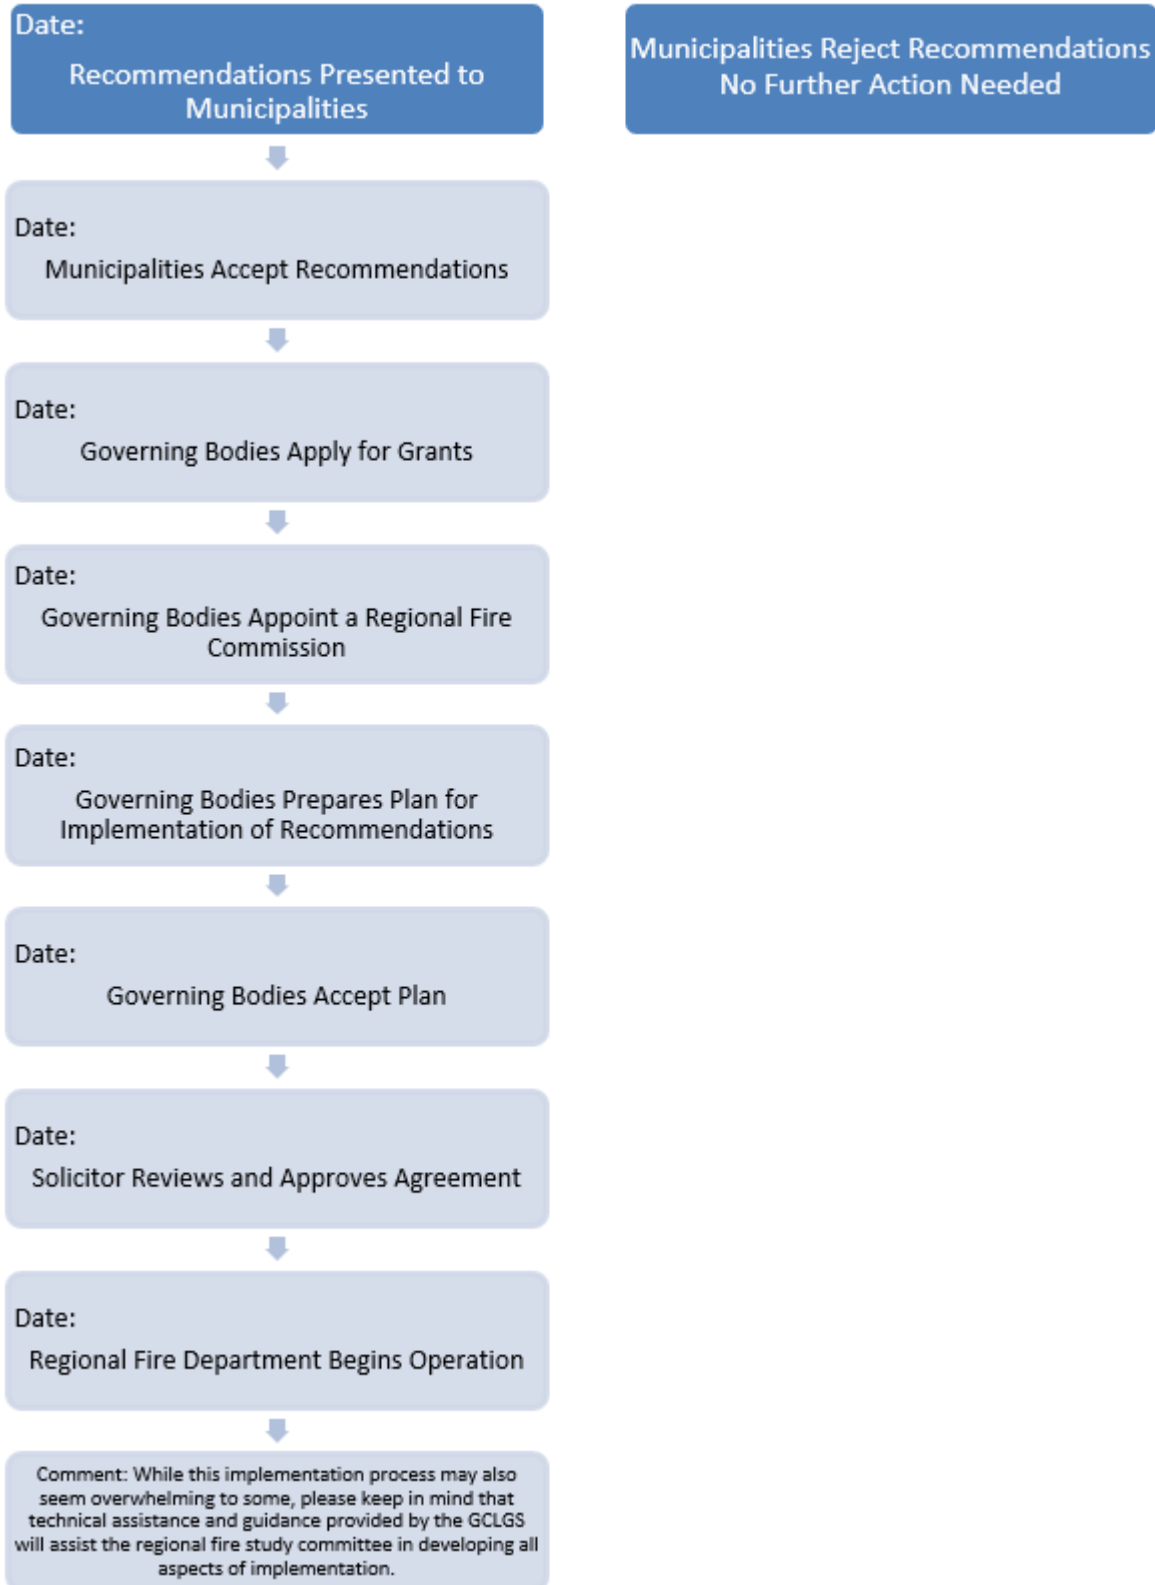 Date:
Recommendations Presented to
Municipalities
Municipalities Reject Recommendations
No Further Action Needed
Date:
Municipalities Accept Recommendations
Date:
Governing Bodies Apply for Grants
Date:
Governing Bodies Appoint a Regional Fire
Commission
Date:
Governing Bodies Prepares Plan for
Implementation of Recommendations
Date:
Governing Bodies Accept Plan
Date:
Solicitor Reviews and Approves Agreement
Date:
Regional Fire Department Begins Operation
Comment: While this implementation process may also
seem overwhelming to some, please keep in mind that
technical assistance and guidance provided by the GCLGS
will assist the regional fire study committee in developing all
aspects of implementation.